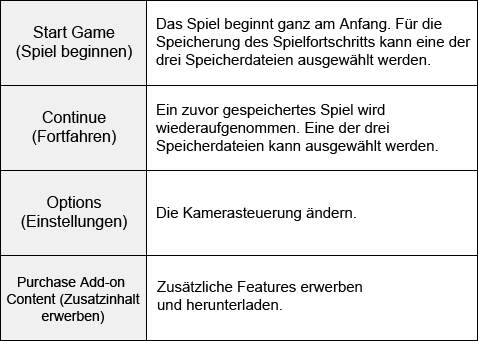 Start Game
(Spiel beginnen)
Das Spiel beginnt ganz am Anfang. Für die
Speicherung des Spielfortschritts kann eine der
drei Speicherdateien ausgewählt werden.
Continue
(Fortfahren)
Ein zuvor gespeichertes Spiel wird
wiederaufgenommen. Eine der drei
Speicherdateien kann ausgewählt werden.
Options
(Einstellungen)
Die Kamerasteuerung ändern.
Purchase Add-on
Content (Zusatzinhalt
erwerben)
Zusätzliche Features erwerben
und herunterladen.